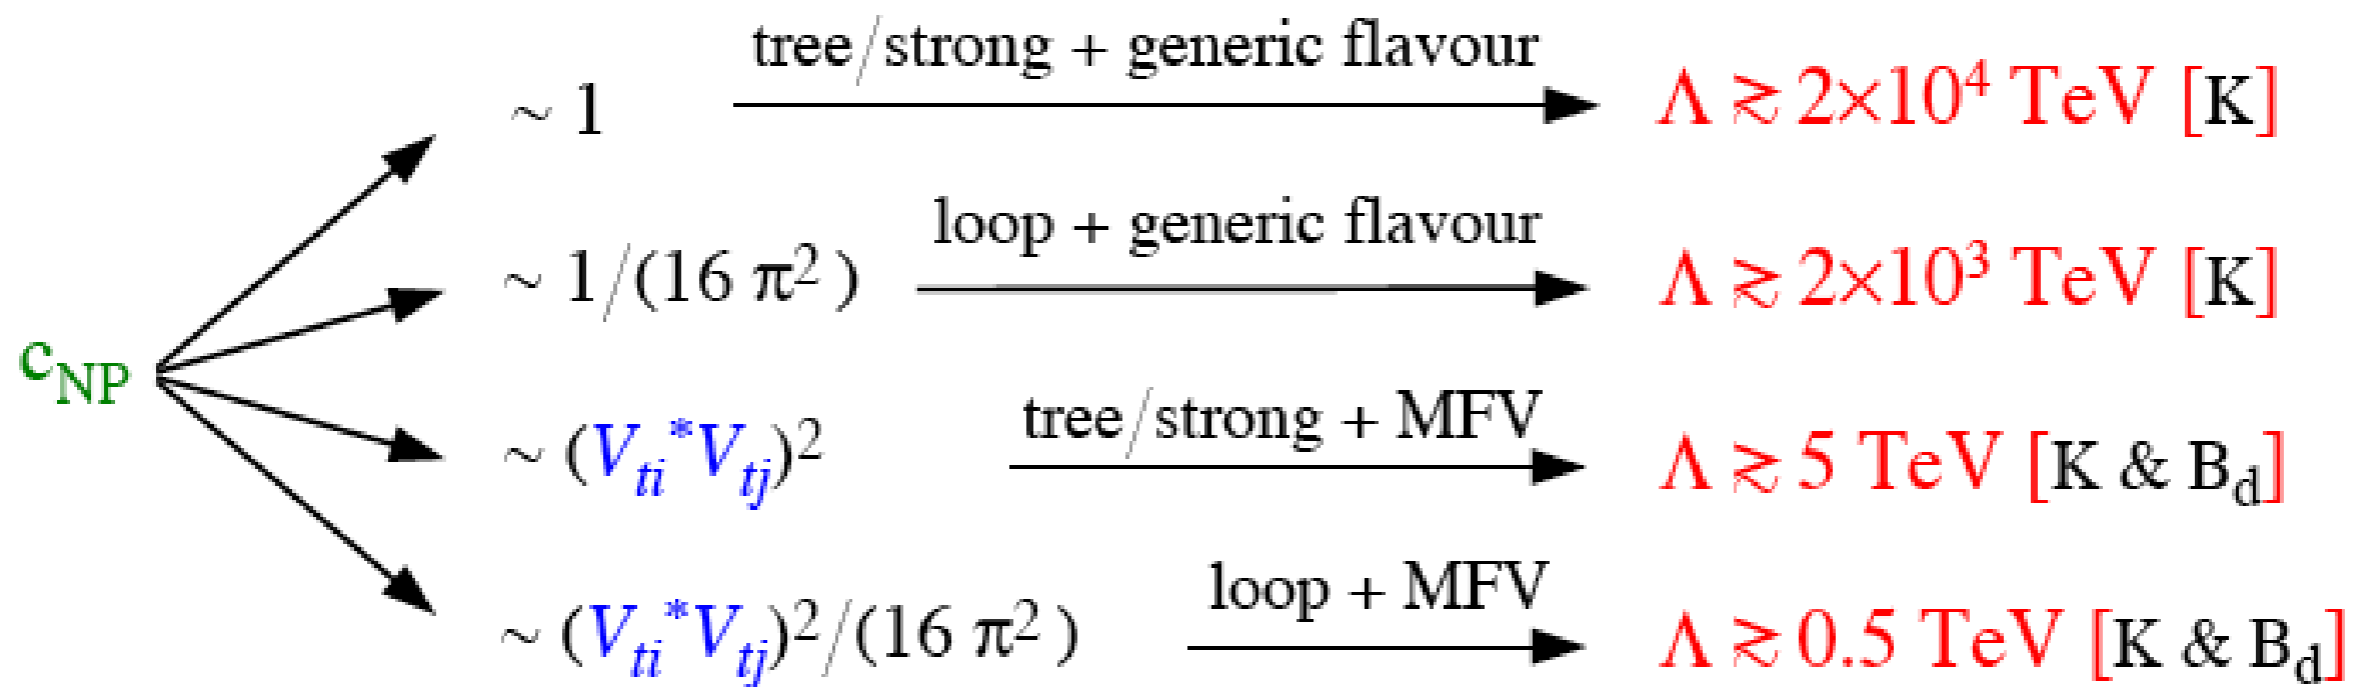 tree/strong + generic flavour
~ 1 Λ ≳ 2×10⁴ TeV [K]
loop + generic flavour
~ 1/(16 π²) Λ ≳ 2×10³ TeV [K]
c_NP
tree/strong + MFV
~ (V_ti*V_tj)² Λ ≳ 5 TeV [K & B_d]
loop + MFV
~ (V_ti*V_tj)²/(16 π²) Λ ≳ 0.5 TeV [K & B_d]